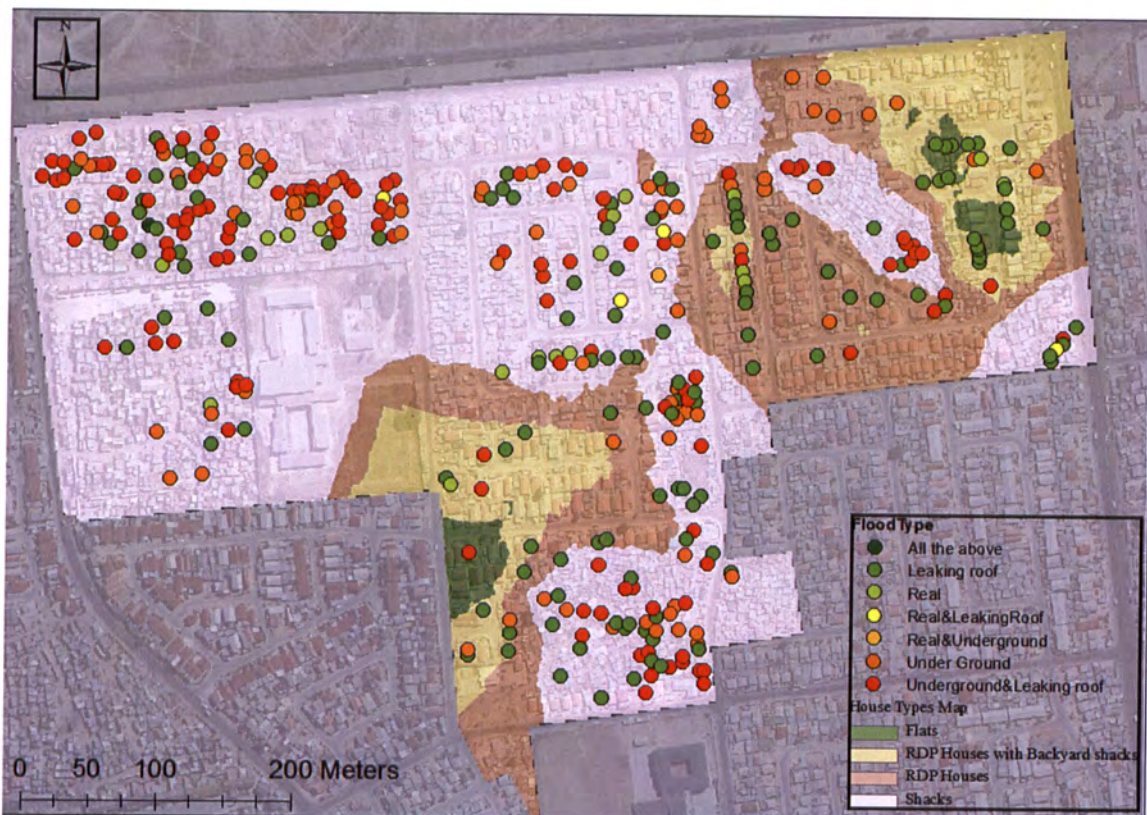 N
FloodType
All the above
Leaking roof
Real
Real&LeakingRoof
Real&Underground
Under Ground
Underground&Leaking roof
House Types Map
Flats
RDP Houses with Backyard shacks
RDP Houses
Shacks
0 50 100 200 Meters